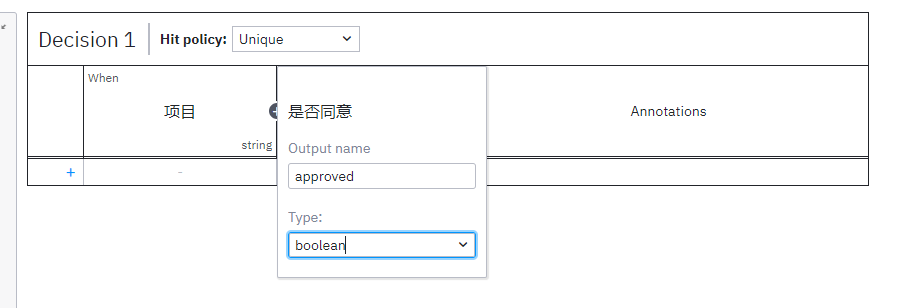 Decision 1 Hit policy: Unique
When
项目
string
是否同意
Output name
approved
Type:
boolean
Annotations
+ -